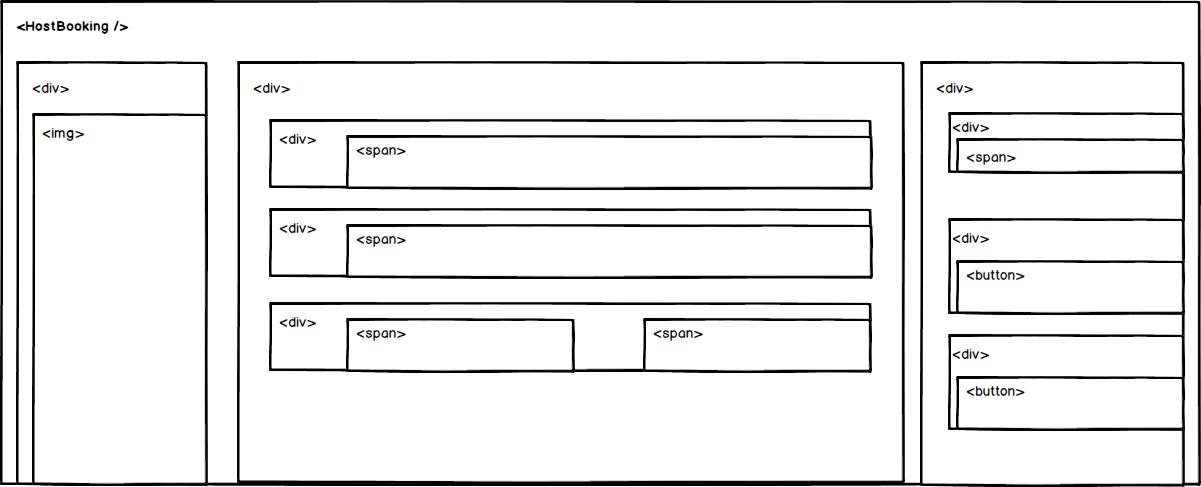 <HostBooking />
<div>
<img>
<div>
<div>
<span>
<div>
<span>
<div>
<span>
<span>
<div>
<div>
<span>
<div>
<button>
<div>
<button>